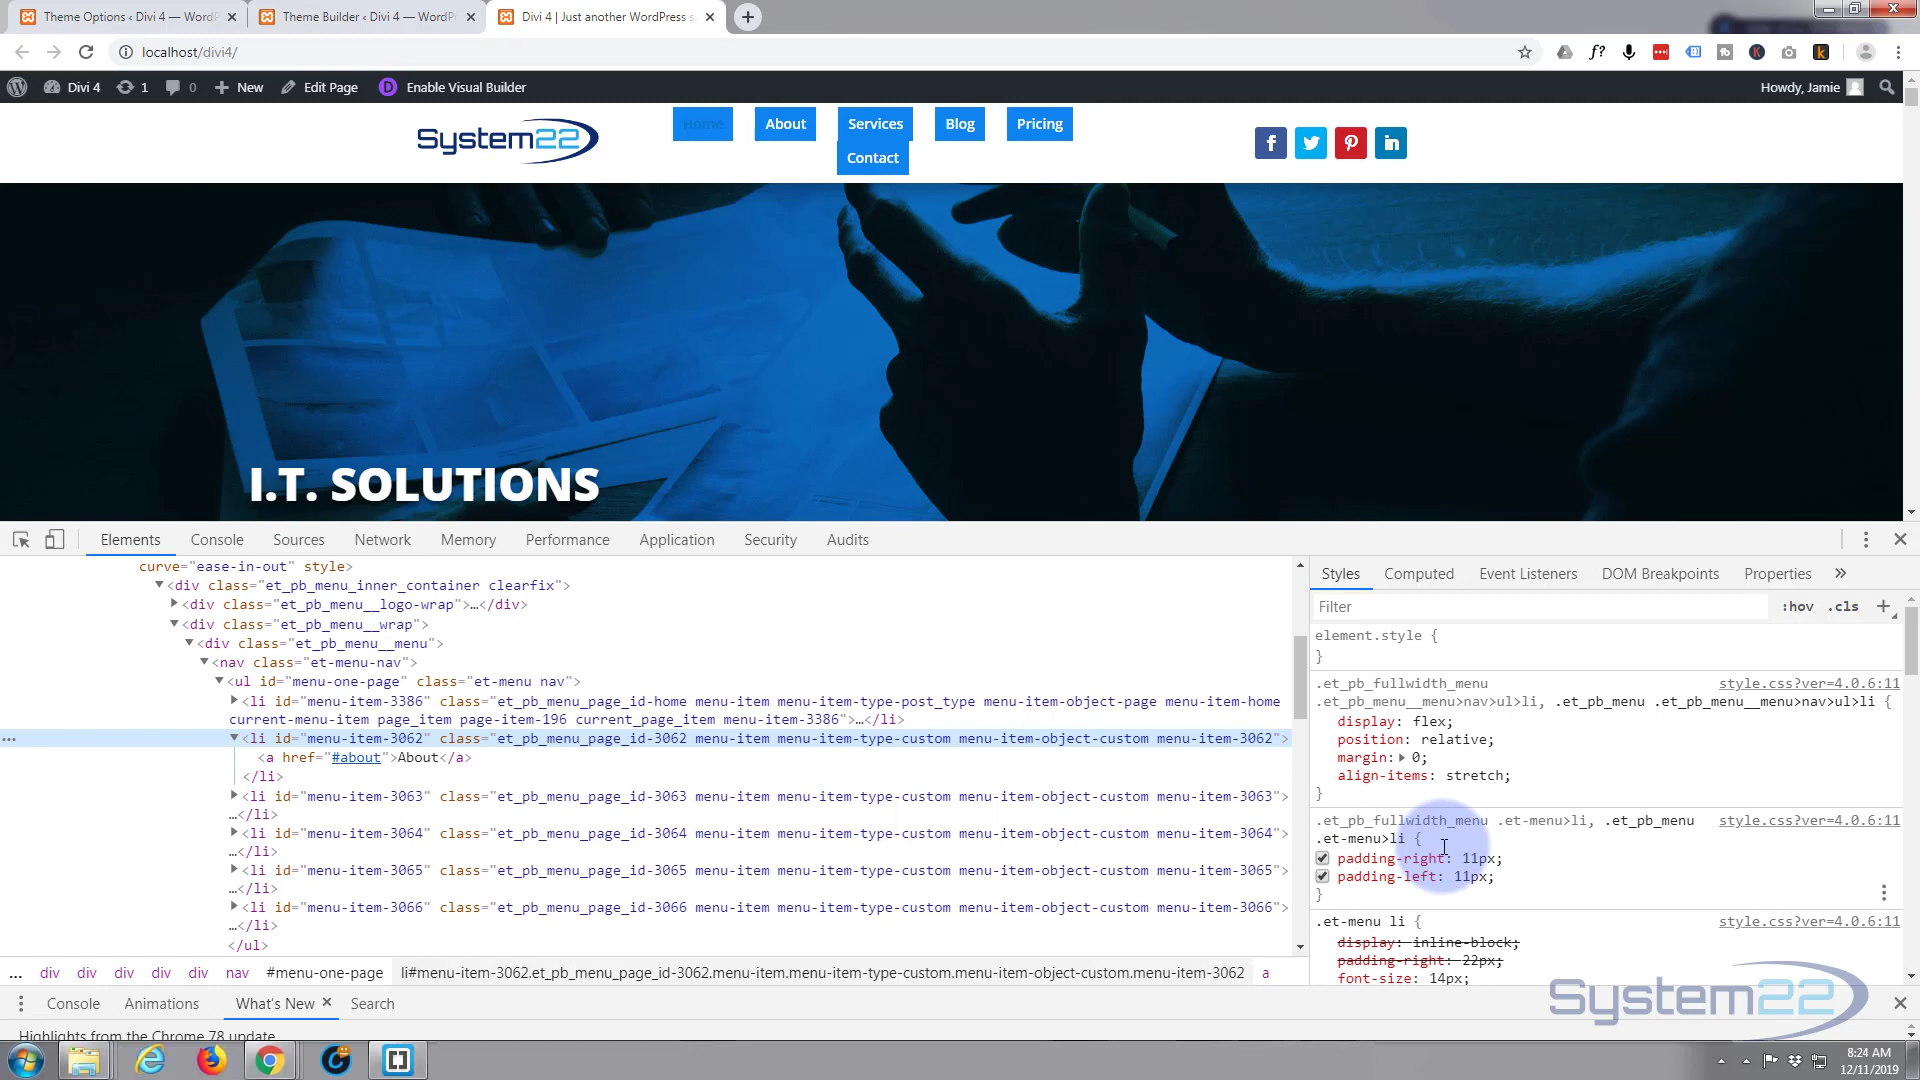 Theme Options ‹ Divi 4 — WordP
Theme Builder ‹ Divi 4 — WordPr
Divi 4 | Just another WordPress s
localhost/divi4/
Divi 4
1
0
New
Edit Page
Enable Visual Builder
Howdy, Jamie
System22
Home
About
Services
Blog
Pricing
Contact
I.T. SOLUTIONS
Elements
Console
Sources
Network
Memory
Performance
Application
Security
Audits
curve="ease-in-out" style>
<div class="et_pb_menu_inner_container clearfix">
<div class="et_pb_menu__logo-wrap">…</div>
<div class="et_pb_menu__wrap">
<div class="et_pb_menu__menu">
<nav class="et-menu-nav">
<ul id="menu-one-page" class="et-menu nav">
<li id="menu-item-3386" class="et_pb_menu_page_id-home menu-item menu-item-type-post_type menu-item-object-page menu-item-home
current-menu-item page_item page-item-196 current_page_item menu-item-3386">…</li>
<li id="menu-item-3062" class="et_pb_menu_page_id-3062 menu-item menu-item-type-custom menu-item-object-custom menu-item-3062">
<a href="#about">About</a>
</li>
<li id="menu-item-3063" class="et_pb_menu_page_id-3063 menu-item menu-item-type-custom menu-item-object-custom menu-item-3063">
…</li>
<li id="menu-item-3064" class="et_pb_menu_page_id-3064 menu-item menu-item-type-custom menu-item-object-custom menu-item-3064">
…</li>
<li id="menu-item-3065" class="et_pb_menu_page_id-3065 menu-item menu-item-type-custom menu-item-object-custom menu-item-3065">
…</li>
<li id="menu-item-3066" class="et_pb_menu_page_id-3066 menu-item menu-item-type-custom menu-item-object-custom menu-item-3066">
…</li>
</ul>
... div div div div div nav #menu-one-page li#menu-item-3062.et_pb_menu_page_id-3062.menu-item.menu-item-type-custom.menu-item-object-custom.menu-item-3062 a
Styles
Computed
Event Listeners
DOM Breakpoints
Properties
»
Filter
:hov
.cls
element.style {
}
.et_pb_fullwidth_menu style.css?ver=4.0.6:11
.et_pb_menu__menu>nav>ul>li, .et_pb_menu .et_pb_menu__menu>nav>ul>li {
display: flex;
position: relative;
margin: 0;
align-items: stretch;
}
.et_pb_fullwidth_menu .et-menu>li, .et_pb_menu style.css?ver=4.0.6:11
.et-menu>li {
padding-right: 11px;
padding-left: 11px;
}
.et-menu li { style.css?ver=4.0.6:11
display: inline-block;
padding-right: 22px;
font-size: 14px;
Console
Animations
What's New
Search
Highlights from the Chrome 78 update
System22
8:24 AM
12/11/2019